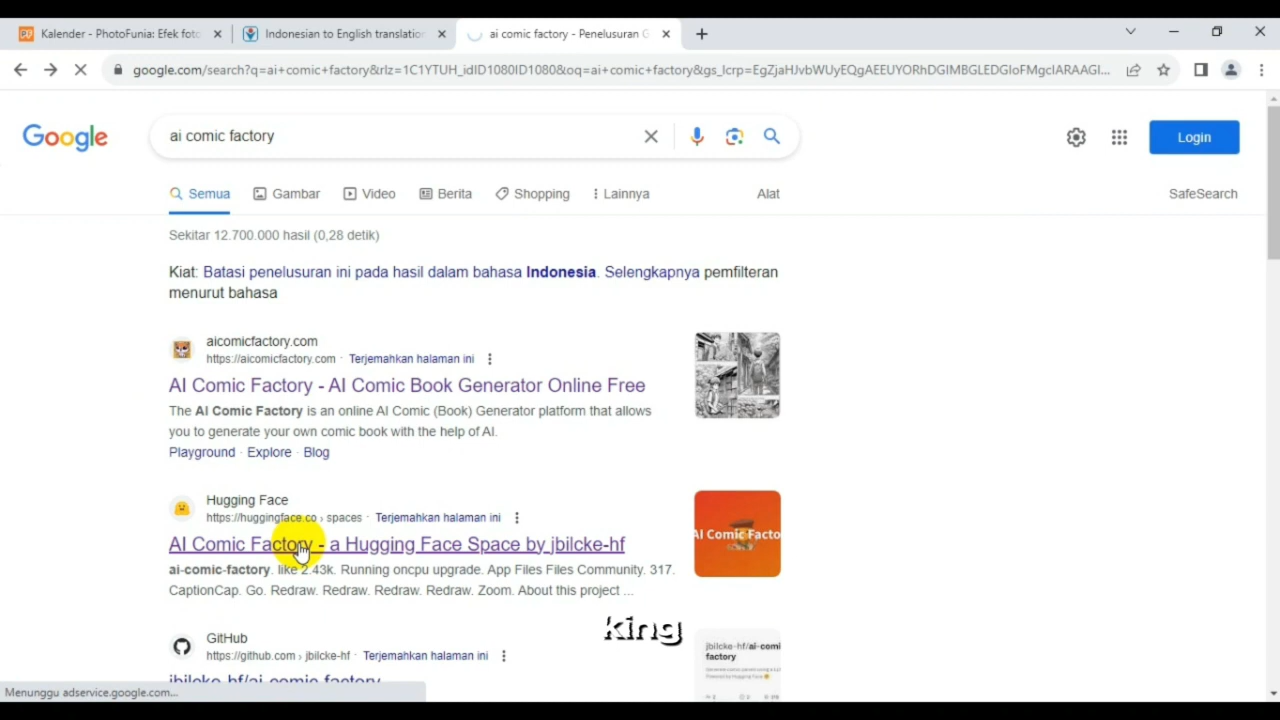 Kalender - PhotoFunia: Efek foto
Indonesian to English translation
ai comic factory - Penelusuran G
google.com/search?q=ai+comic+factory&rlz=1C1YTUH_idID1080ID1080&oq=ai+comic+factory&gs_lcrp=EgZjaHJvbWUyEQgAEEUYORhDGIMBGLEDGIoFMgcIARAAGI...
Google
ai comic factory
Login
Semua
Gambar
Video
Berita
Shopping
Lainnya
Alat
SafeSearch
Sekitar 12.700.000 hasil (0,28 detik)
Kiat: Batasi penelusuran ini pada hasil dalam bahasa Indonesia. Selengkapnya pemfilteran
menurut bahasa
aicomicfactory.com
https://aicomicfactory.com · Terjemahkan halaman ini
AI Comic Factory - AI Comic Book Generator Online Free
The AI Comic Factory is an online AI Comic (Book) Generator platform that allows
you to generate your own comic book with the help of AI.
Playground · Explore · Blog
Hugging Face
https://huggingface.co › spaces · Terjemahkan halaman ini
AI Comic Factory - a Hugging Face Space by jbilcke-hf
AI Comic Facto
ai-comic-factory. like 2.43k. Running oncpu upgrade. App Files Files Community. 317.
CaptionCap. Go. Redraw. Redraw. Redraw. Redraw. Zoom. About this project ...
king
GitHub
https://github.com › jbilcke-hf · Terjemahkan halaman ini
jbilcke-hf/ai-comic-factory
jbilcke-hf/ai-comi
factory
Menunggu adservice.google.com...